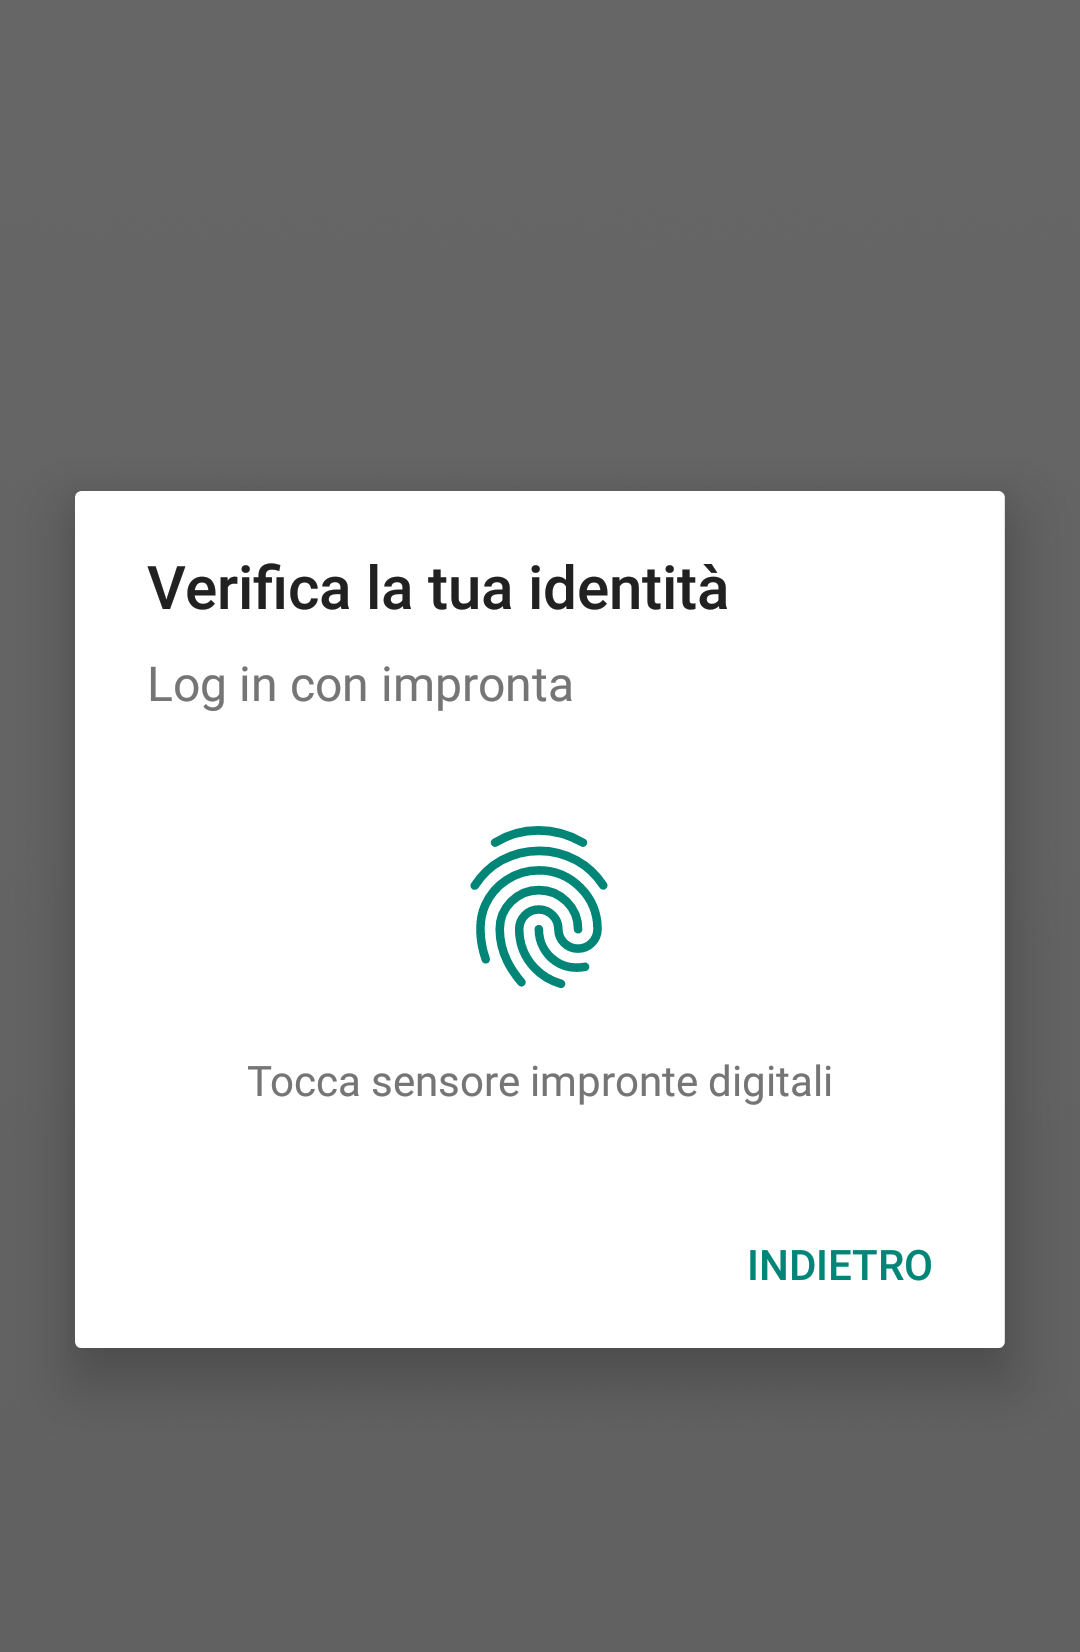 Verifica la tua identità
Log in con impronta
Tocca sensore impronte digitali
INDIETRO